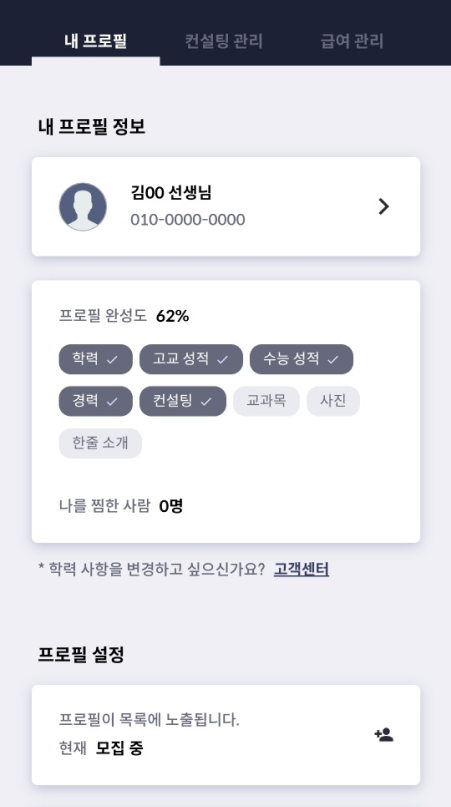 내 프로필 컨설팅 관리 급여 관리
내 프로필 정보
김00 선생님
010-0000-0000
프로필 완성도 62%
학력 고교 성적 수능 성적
경력 컨설팅 교과목 사진
한줄 소개
나를 찜한 사람 0명
* 학력 사항을 변경하고 싶으신가요? 고객센터
프로필 설정
프로필이 목록에 노출됩니다.
현재 모집 중